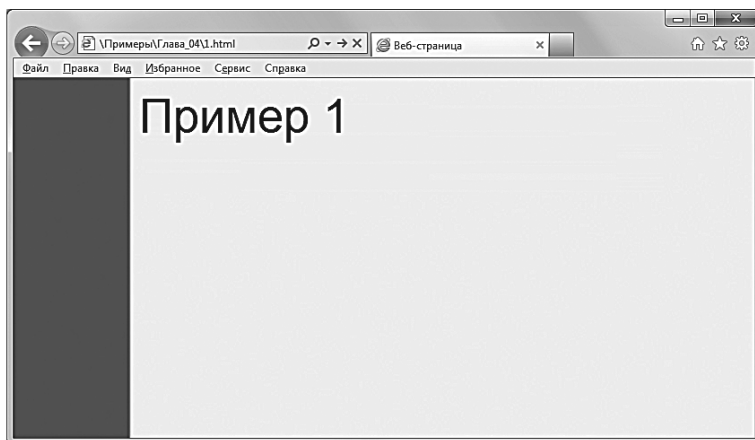 \Примеры\Глава_04\1.html
Веб-страница
Файл Правка Вид Избранное Сервис Справка
Пример 1